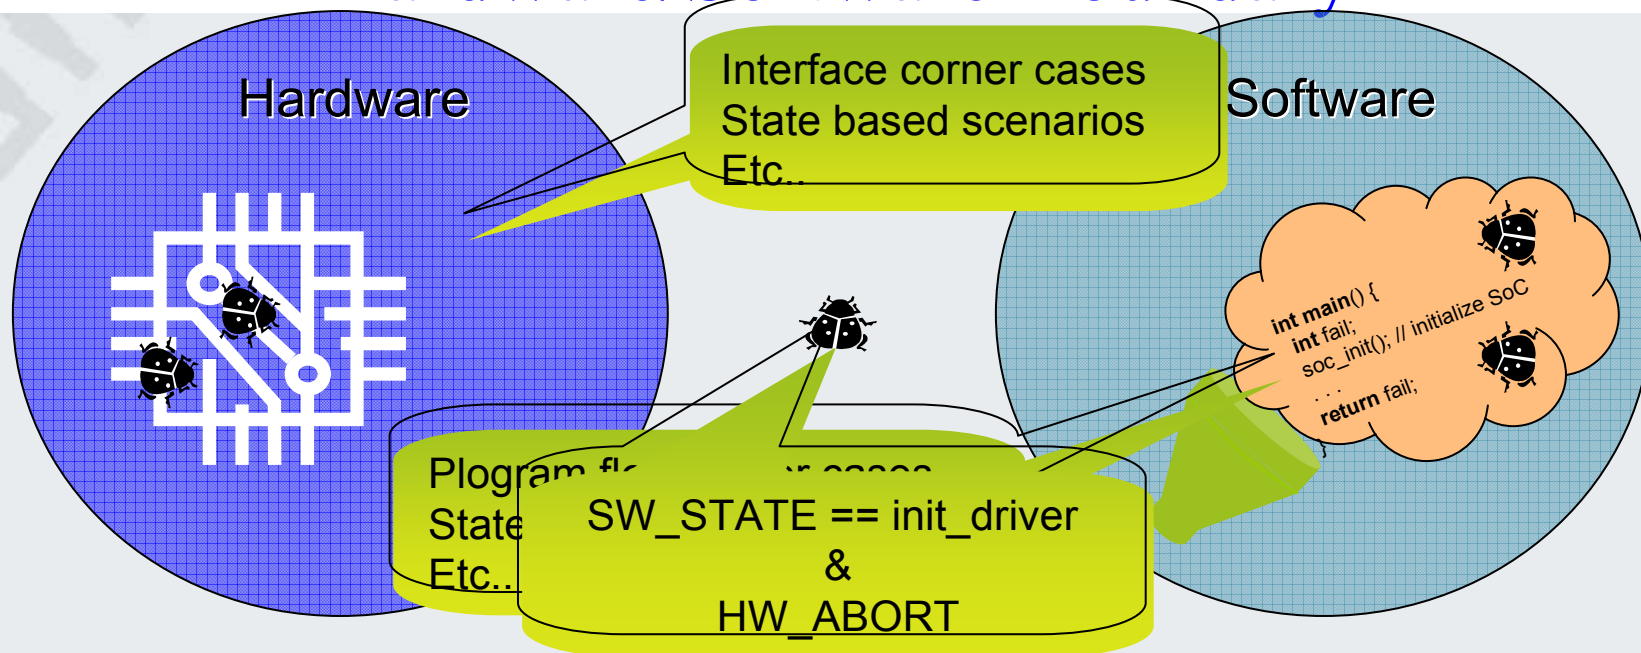 Hardware
Interface corner cases
State based scenarios
Etc..
Software
int main() {
int fail;
soc_init(); // initialize SoC
. . .
return fail;
}
Plogram cases
State
Etc..
SW_STATE == init_driver
&
HW_ABORT